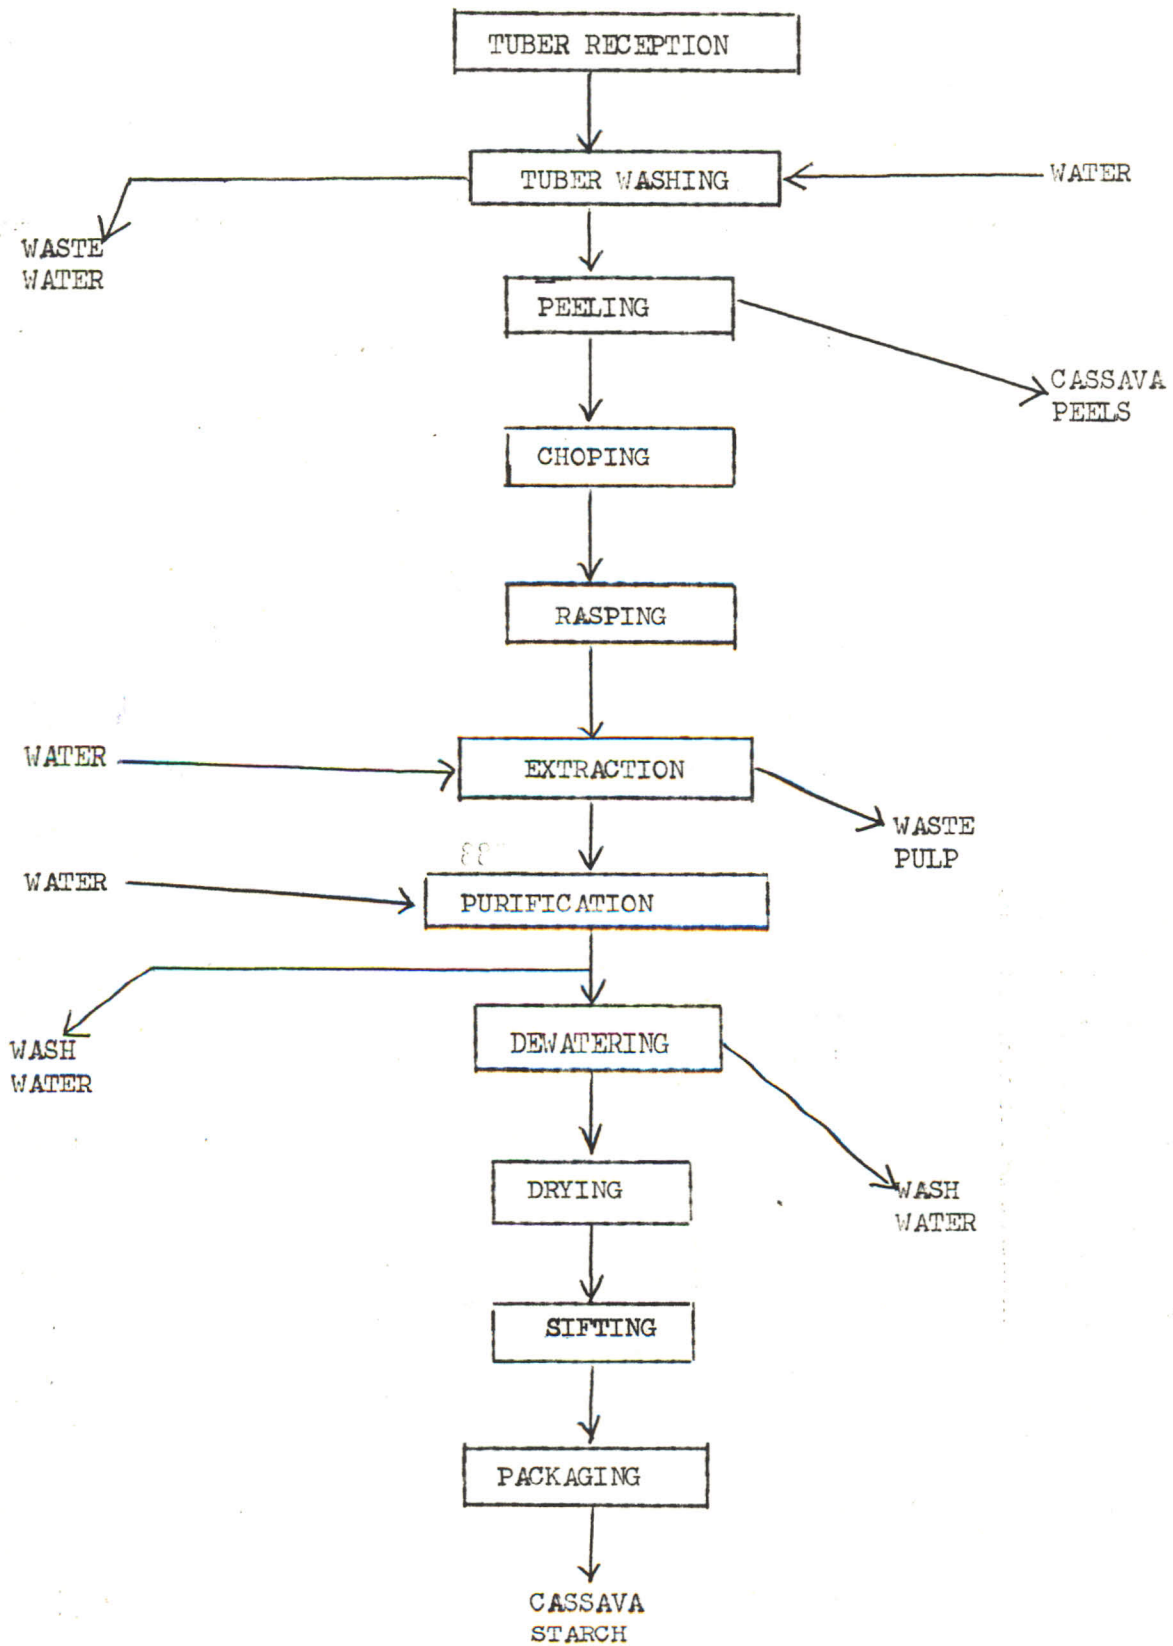 TUBER RECEPTION
TUBER WASHING
WATER
WASTE
WATER
PEELING
CASSAVA
PEELS
CHOPING
RASPING
WATER
EXTRACTION
WASTE
PULP
WATER
PURIFICATION
WASH
WATER
DEWATERING
DRYING
WASH
WATER
SIFTING
PACKAGING
CASSAVA
STARCH